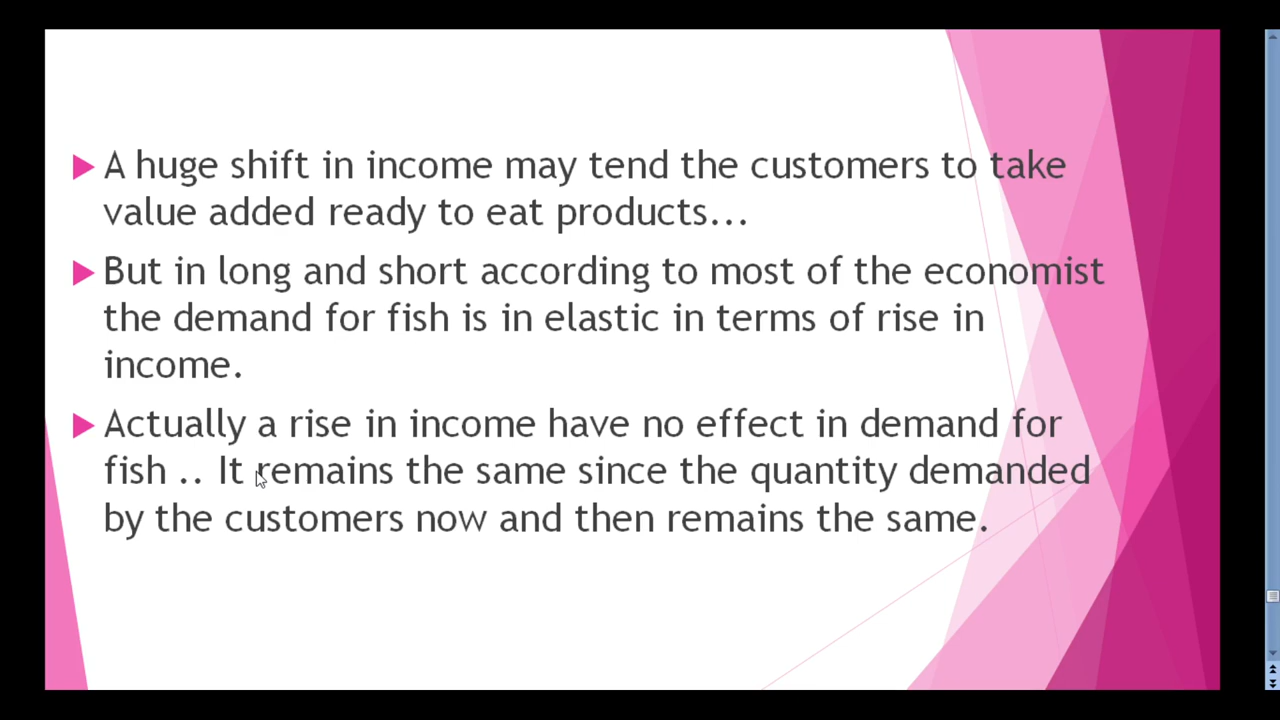 A huge shift in income may tend the customers to take
value added ready to eat products...
But in long and short according to most of the economist
the demand for fish is in elastic in terms of rise in
income.
Actually a rise in income have no effect in demand for
fish .. It remains the same since the quantity demanded
by the customers now and then remains the same.